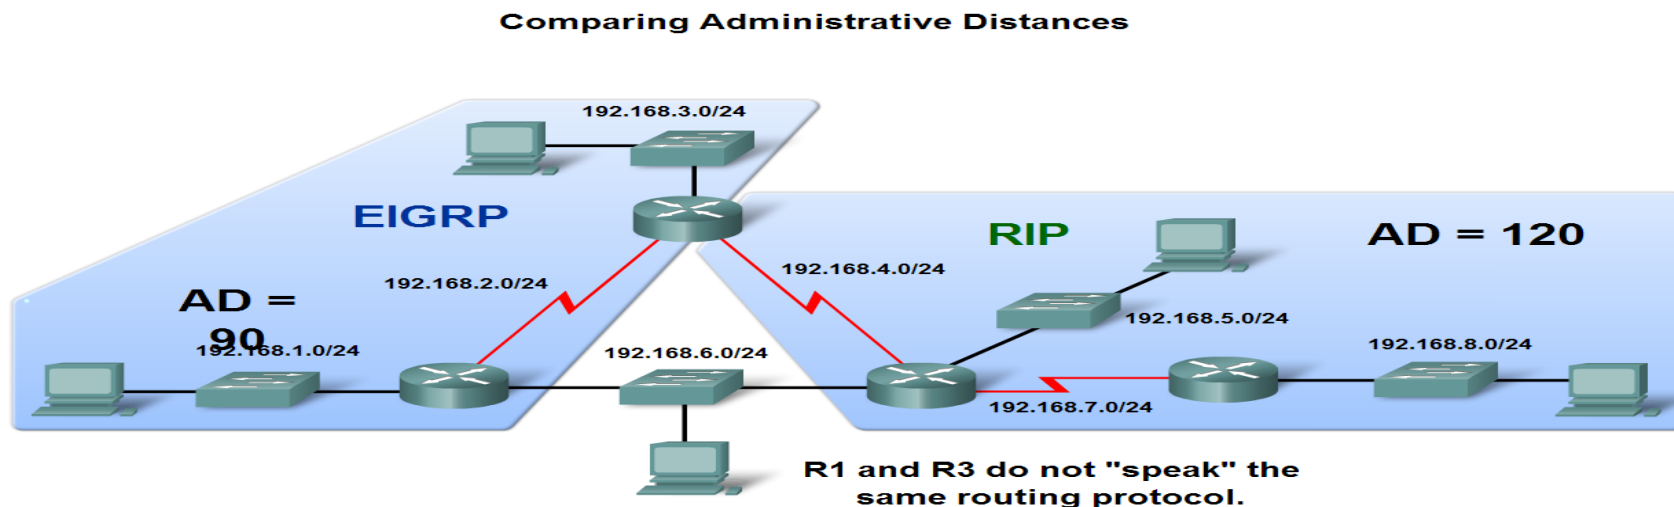 Comparing Administrative Distances
192.168.3.0/24
EIGRP
RIP
AD = 120
192.168.4.0/24
192.168.2.0/24
AD =
90
192.168.5.0/24
192.168.1.0/24
192.168.6.0/24
192.168.8.0/24
192.168.7.0/24
R1 and R3 do not "speak" the
same routing protocol.